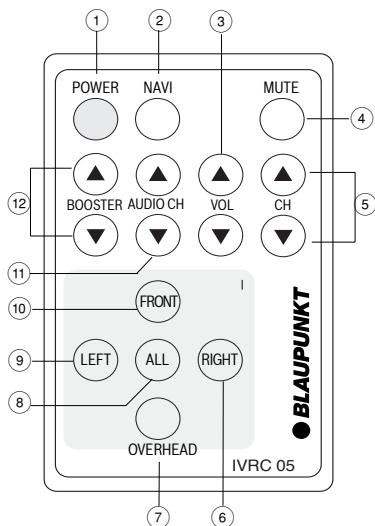 1 2 3
POWER NAVI MUTE
4
12 BOOSTER AUDIO CH VOL CH 5
11
10 FRONT
9 LEFT ALL RIGHT
8
OVERHEAD
BLAUPUNKT
IVRC 05
7 6